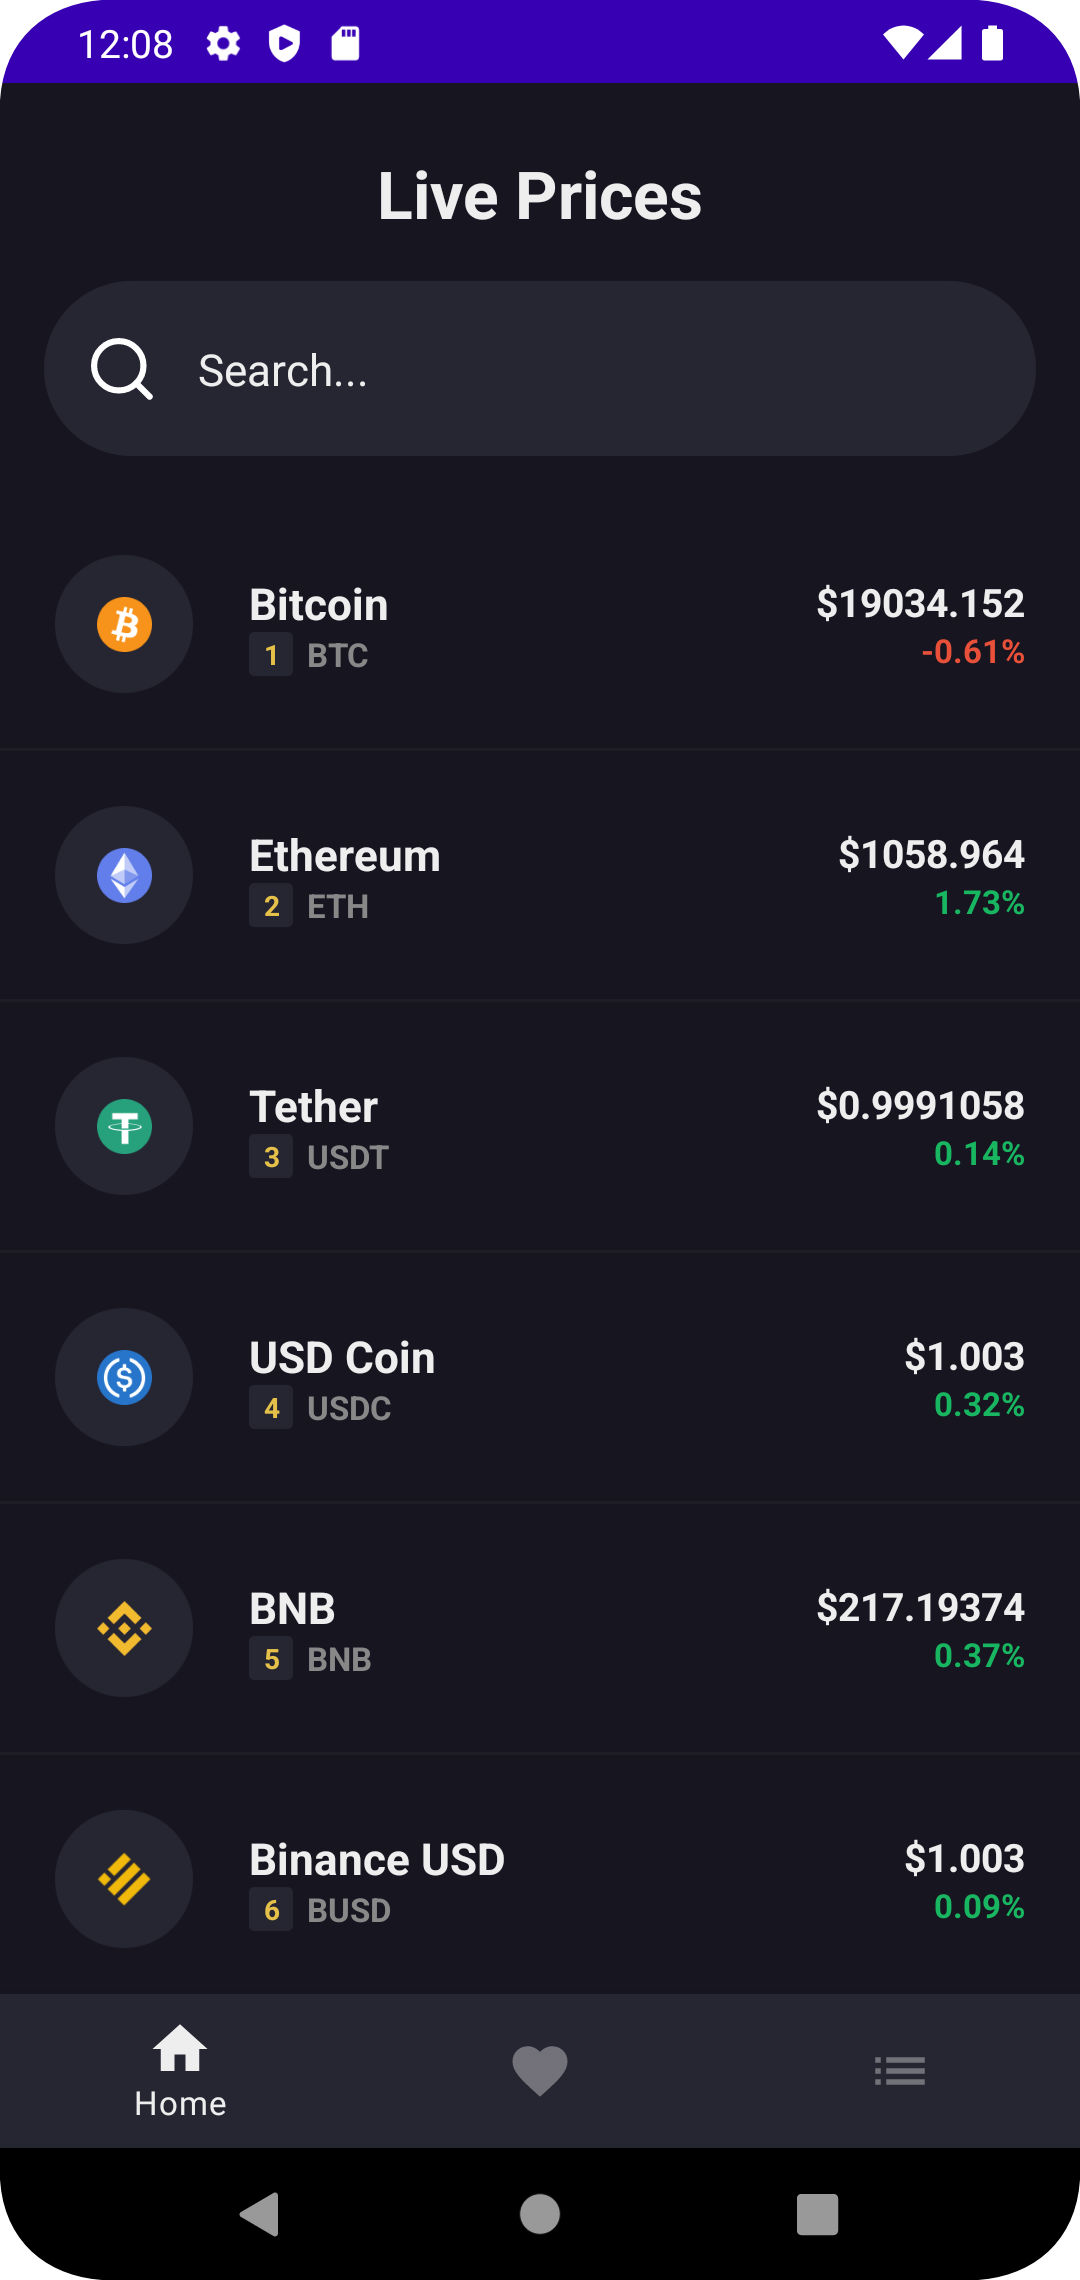 12:08
Live Prices
Search...
Bitcoin
$19034.152
1 BTC
-0.61%
Ethereum
$1058.964
2 ETH
1.73%
Tether
$0.9991058
3 USDT
0.14%
USD Coin
$1.003
4 USDC
0.32%
BNB
$217.19374
5 BNB
0.37%
Binance USD
$1.003
6 BUSD
0.09%
Home